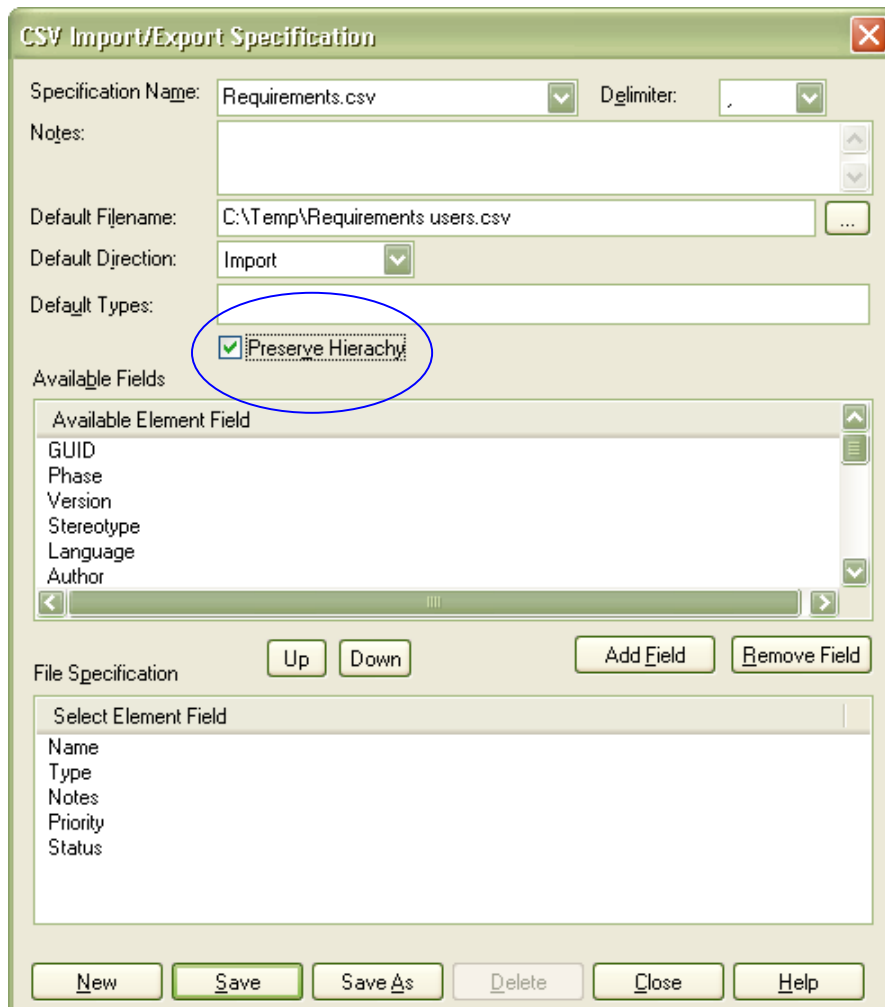 CSV Import/Export Specification
Specification Name: Requirements.csv Delimiter: ,
Notes:
Default Filename: C:\Temp\Requirements users.csv ...
Default Direction: Import
Default Types:
Preserve Hierachy
Available Fields
Available Element Field
GUID
Phase
Version
Stereotype
Language
Author
Up Down Add Field Remove Field
File Specification
Select Element Field
Name
Type
Notes
Priority
Status
New Save Save As Delete Close Help